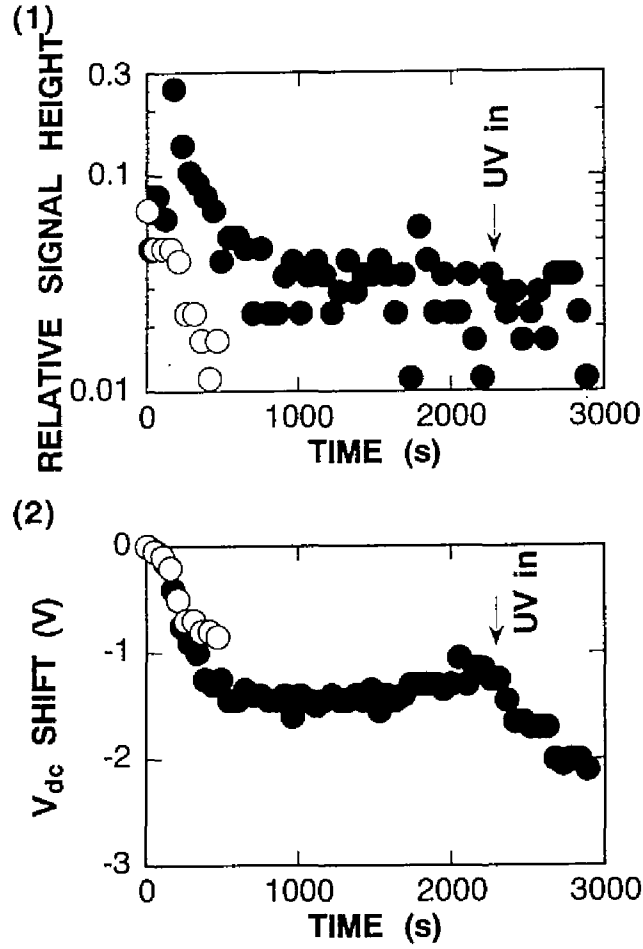 (1)
RELATIVE SIGNAL HEIGHT
0.3
0.1
0.01
UV in
0 1000 2000 3000
TIME (s)
(2)
Vdc SHIFT (V)
0
-1
-2
-3
UV in
0 1000 2000 3000
TIME (s)